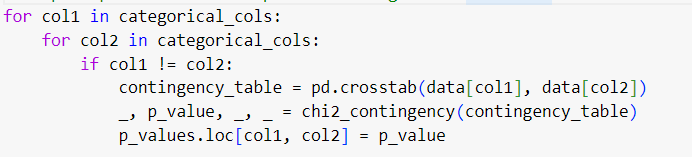 for col1 in categorical_cols:
    for col2 in categorical_cols:
        if col1 != col2:
            contingency_table = pd.crosstab(data[col1], data[col2])
            _, p_value, _, _ = chi2_contingency(contingency_table)
            p_values.loc[col1, col2] = p_value